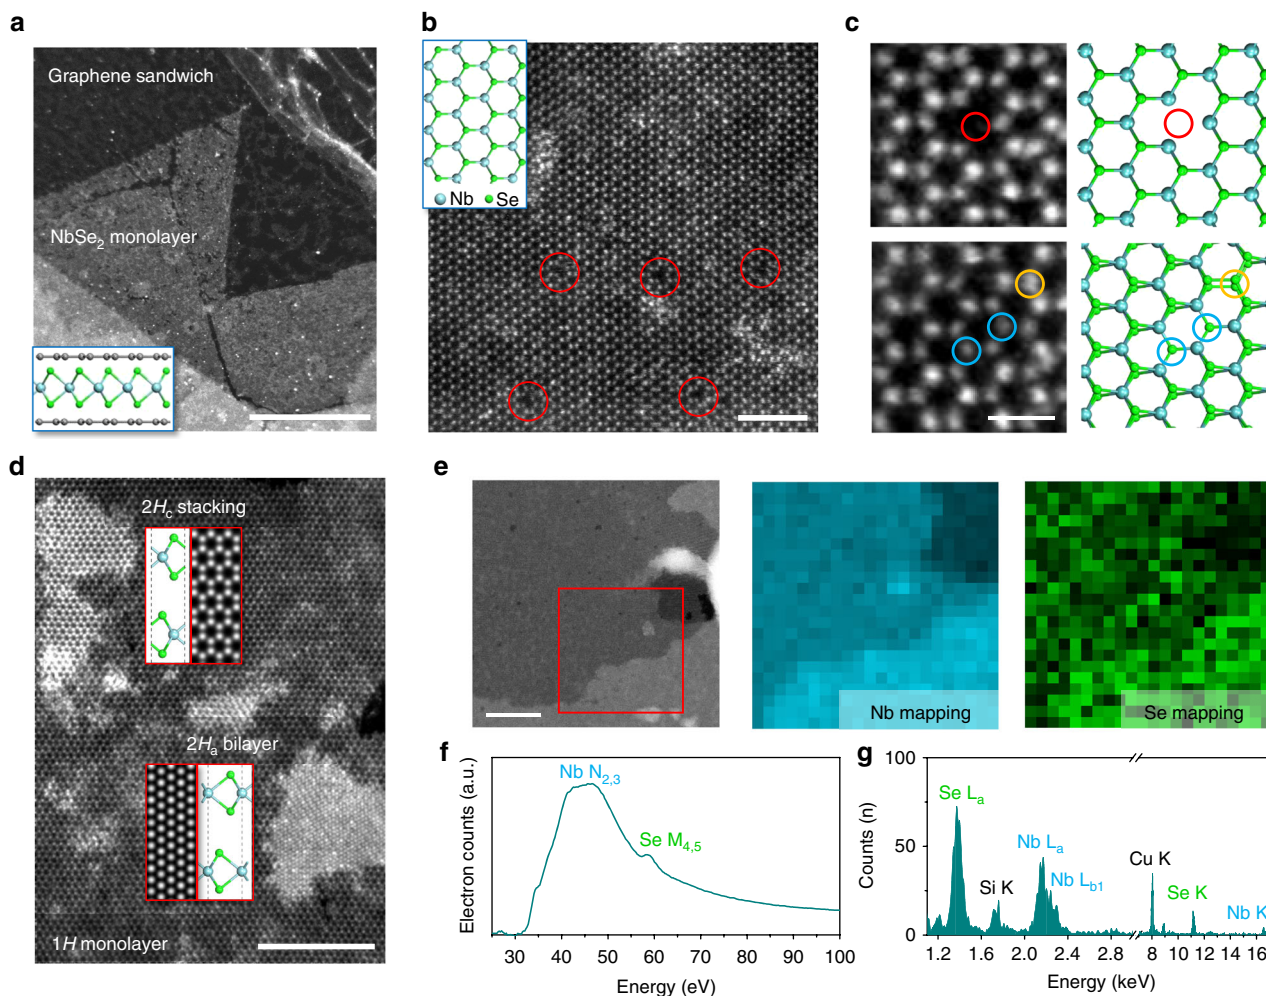 a
Graphene sandwich
NbSe2 monolayer
b
Nb Se
c
d
2Hc stacking
2Ha bilayer
1H monolayer
e
Nb mapping
Se mapping
f
Electron counts (a.u.)
Nb N2,3
Se M4,5
30 40 50 60 70 80 90 100
Energy (eV)
g
Counts (n)
100
50
0
Se La
Si K
Nb La
Nb Lb1
Cu K
Se K
Nb K
1.2 1.6 2.0 2.4 2.8 8 10 12 14 16
Energy (keV)